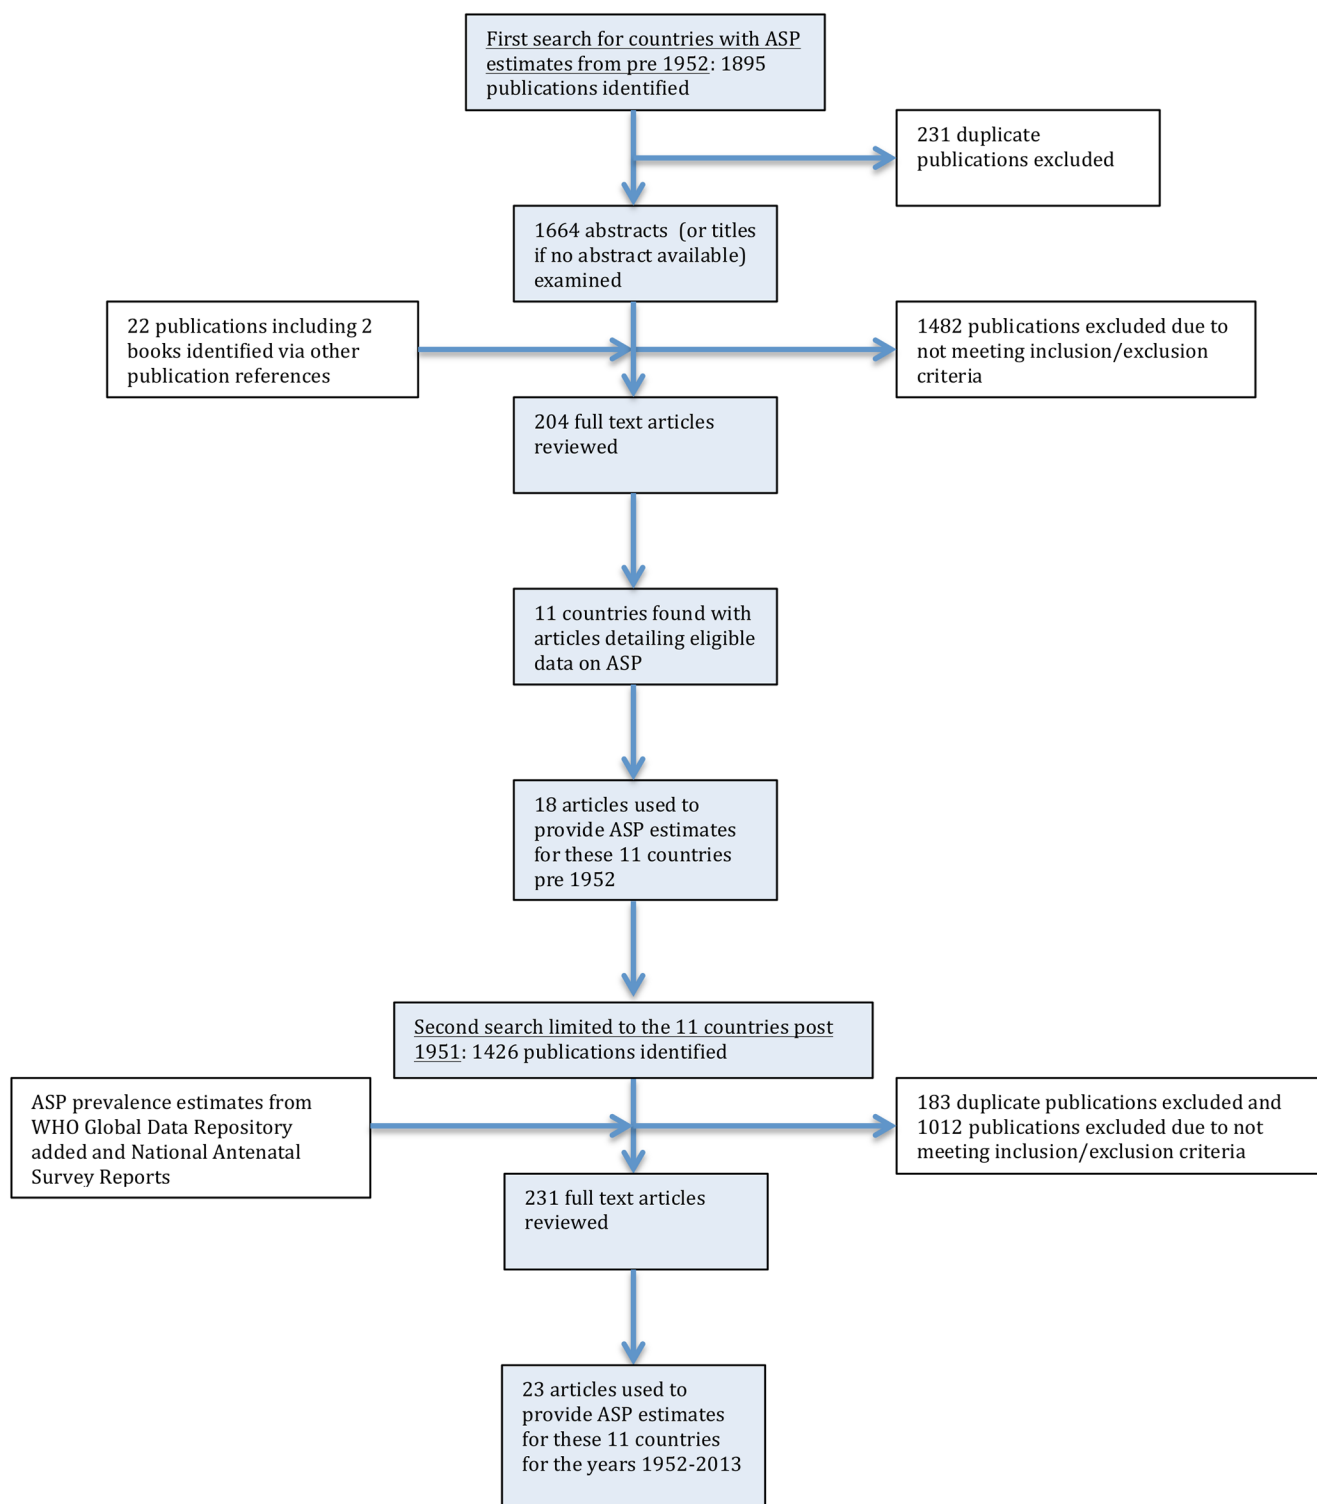 First search for countries with ASP
estimates from pre 1952: 1895
publications identified
231 duplicate
publications excluded
1664 abstracts (or titles
if no abstract available)
examined
22 publications including 2
books identified via other
publication references
1482 publications excluded due to
not meeting inclusion/exclusion
criteria
204 full text articles
reviewed
11 countries found with
articles detailing eligible
data on ASP
18 articles used to
provide ASP estimates
for these 11 countries
pre 1952
Second search limited to the 11 countries post
1951: 1426 publications identified
ASP prevalence estimates from
WHO Global Data Repository
added and National Antenatal
Survey Reports
183 duplicate publications excluded and
1012 publications excluded due to not
meeting inclusion/exclusion criteria
231 full text articles
reviewed
23 articles used to
provide ASP estimates
for these 11 countries
for the years 1952-2013